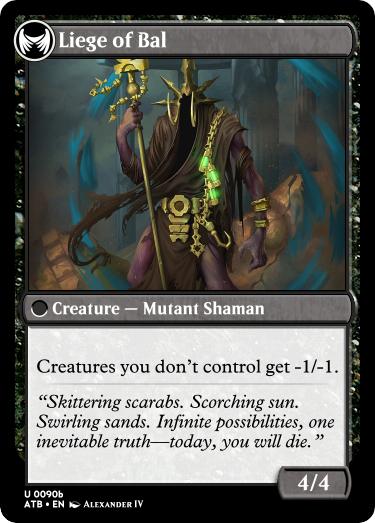 Liege of Bal
Creature — Mutant Shaman
Creatures you don't control get -1/-1.
“Skittering scarabs. Scorching sun.
Swirling sands. Infinite possibilities, one
inevitable truth—today, you will die.”
4/4
U 0090b
ATB • EN Alexander IV